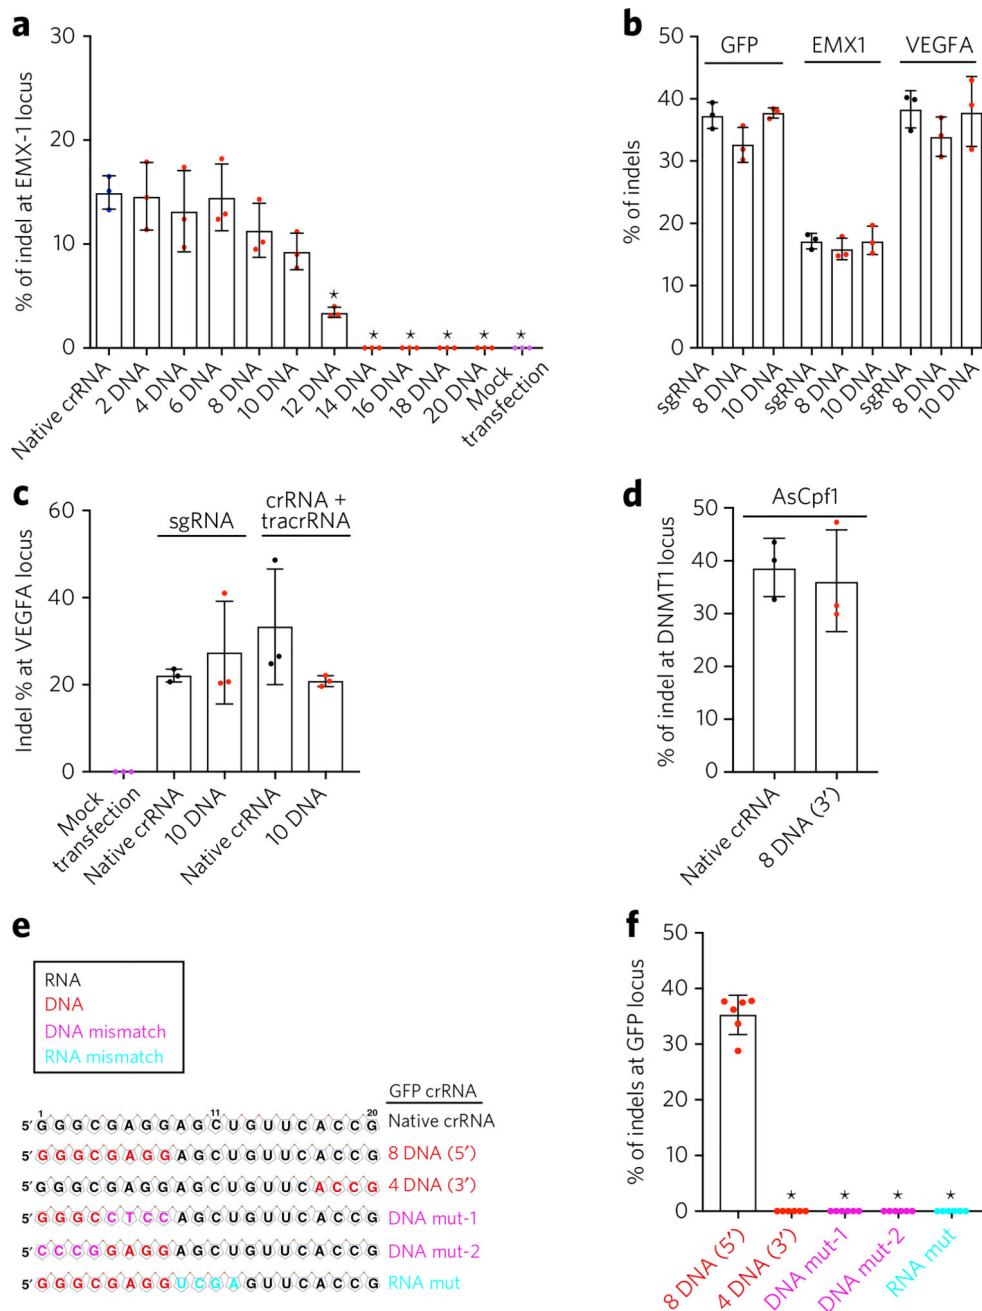 a
% of indel at EMX-1 locus
30
20
10
0
Native crRNA
2 DNA
4 DNA
6 DNA
8 DNA
10 DNA
12 DNA
14 DNA
16 DNA
18 DNA
20 DNA
Mock
transfection
b
% of indels
50
40
30
20
10
0
GFP
EMX1
VEGFA
sgRNA
8 DNA
10 DNA
sgRNA
8 DNA
10 DNA
sgRNA
8 DNA
10 DNA
c
Indel % at VEGFA locus
60
40
20
0
sgRNA
crRNA +
tracrRNA
Mock
transfection
Native crRNA
10 DNA
Native crRNA
10 DNA
d
% of indel at DNMT1 locus
50
40
30
20
10
0
AsCpf1
Native crRNA
8 DNA (3′)
e
RNA
DNA
DNA mismatch
RNA mismatch
GFP crRNA
1 11 20
5′ GGGCGAGGAGCUGUUCACCG Native crRNA
5′ GGGCGAGGAGCUGUUCACCG 8 DNA (5′)
5′ GGGCGAGGAGCUGUUCACCG 4 DNA (3′)
5′ GGGCCTCCAGCUGUUCACCG DNA mut-1
5′ CCCGGAGGAGCUGUUCACCG DNA mut-2
5′ GGGCGAGGUCGAGUUCACCG RNA mut
f
% of indels at GFP locus
50
40
30
20
10
0
8 DNA (5′)
4 DNA (3′)
DNA mut-1
DNA mut-2
RNA mut